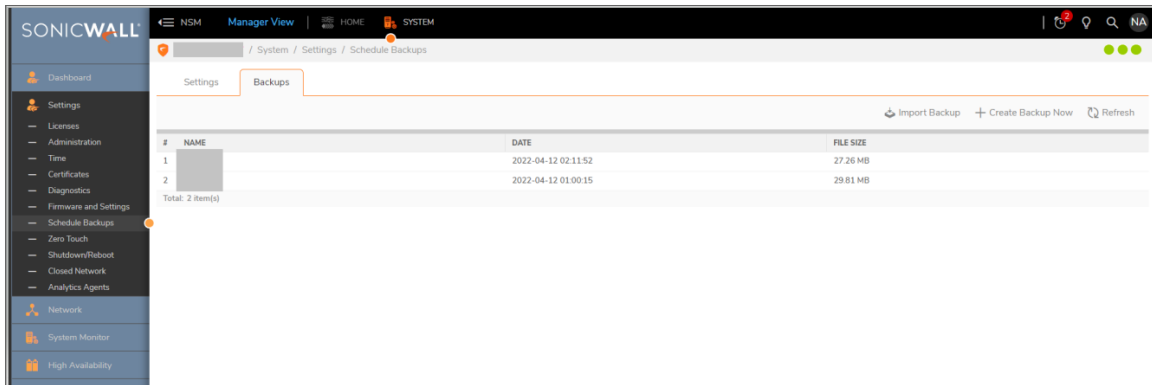 SONICWALL
NSM Manager View HOME SYSTEM 2 NA
/ System / Settings / Schedule Backups
Dashboard
Settings
Licenses
Administration
Time
Certificates
Diagnostics
Firmware and Settings
Schedule Backups
Zero Touch
Shutdown/Reboot
Closed Network
Analytics Agents
Network
System Monitor
High Availability
Settings Backups
Import Backup Create Backup Now Refresh
# NAME DATE FILE SIZE
1 2022-04-12 02:11:52 27.26 MB
2 2022-04-12 01:00:15 29.81 MB
Total: 2 item(s)